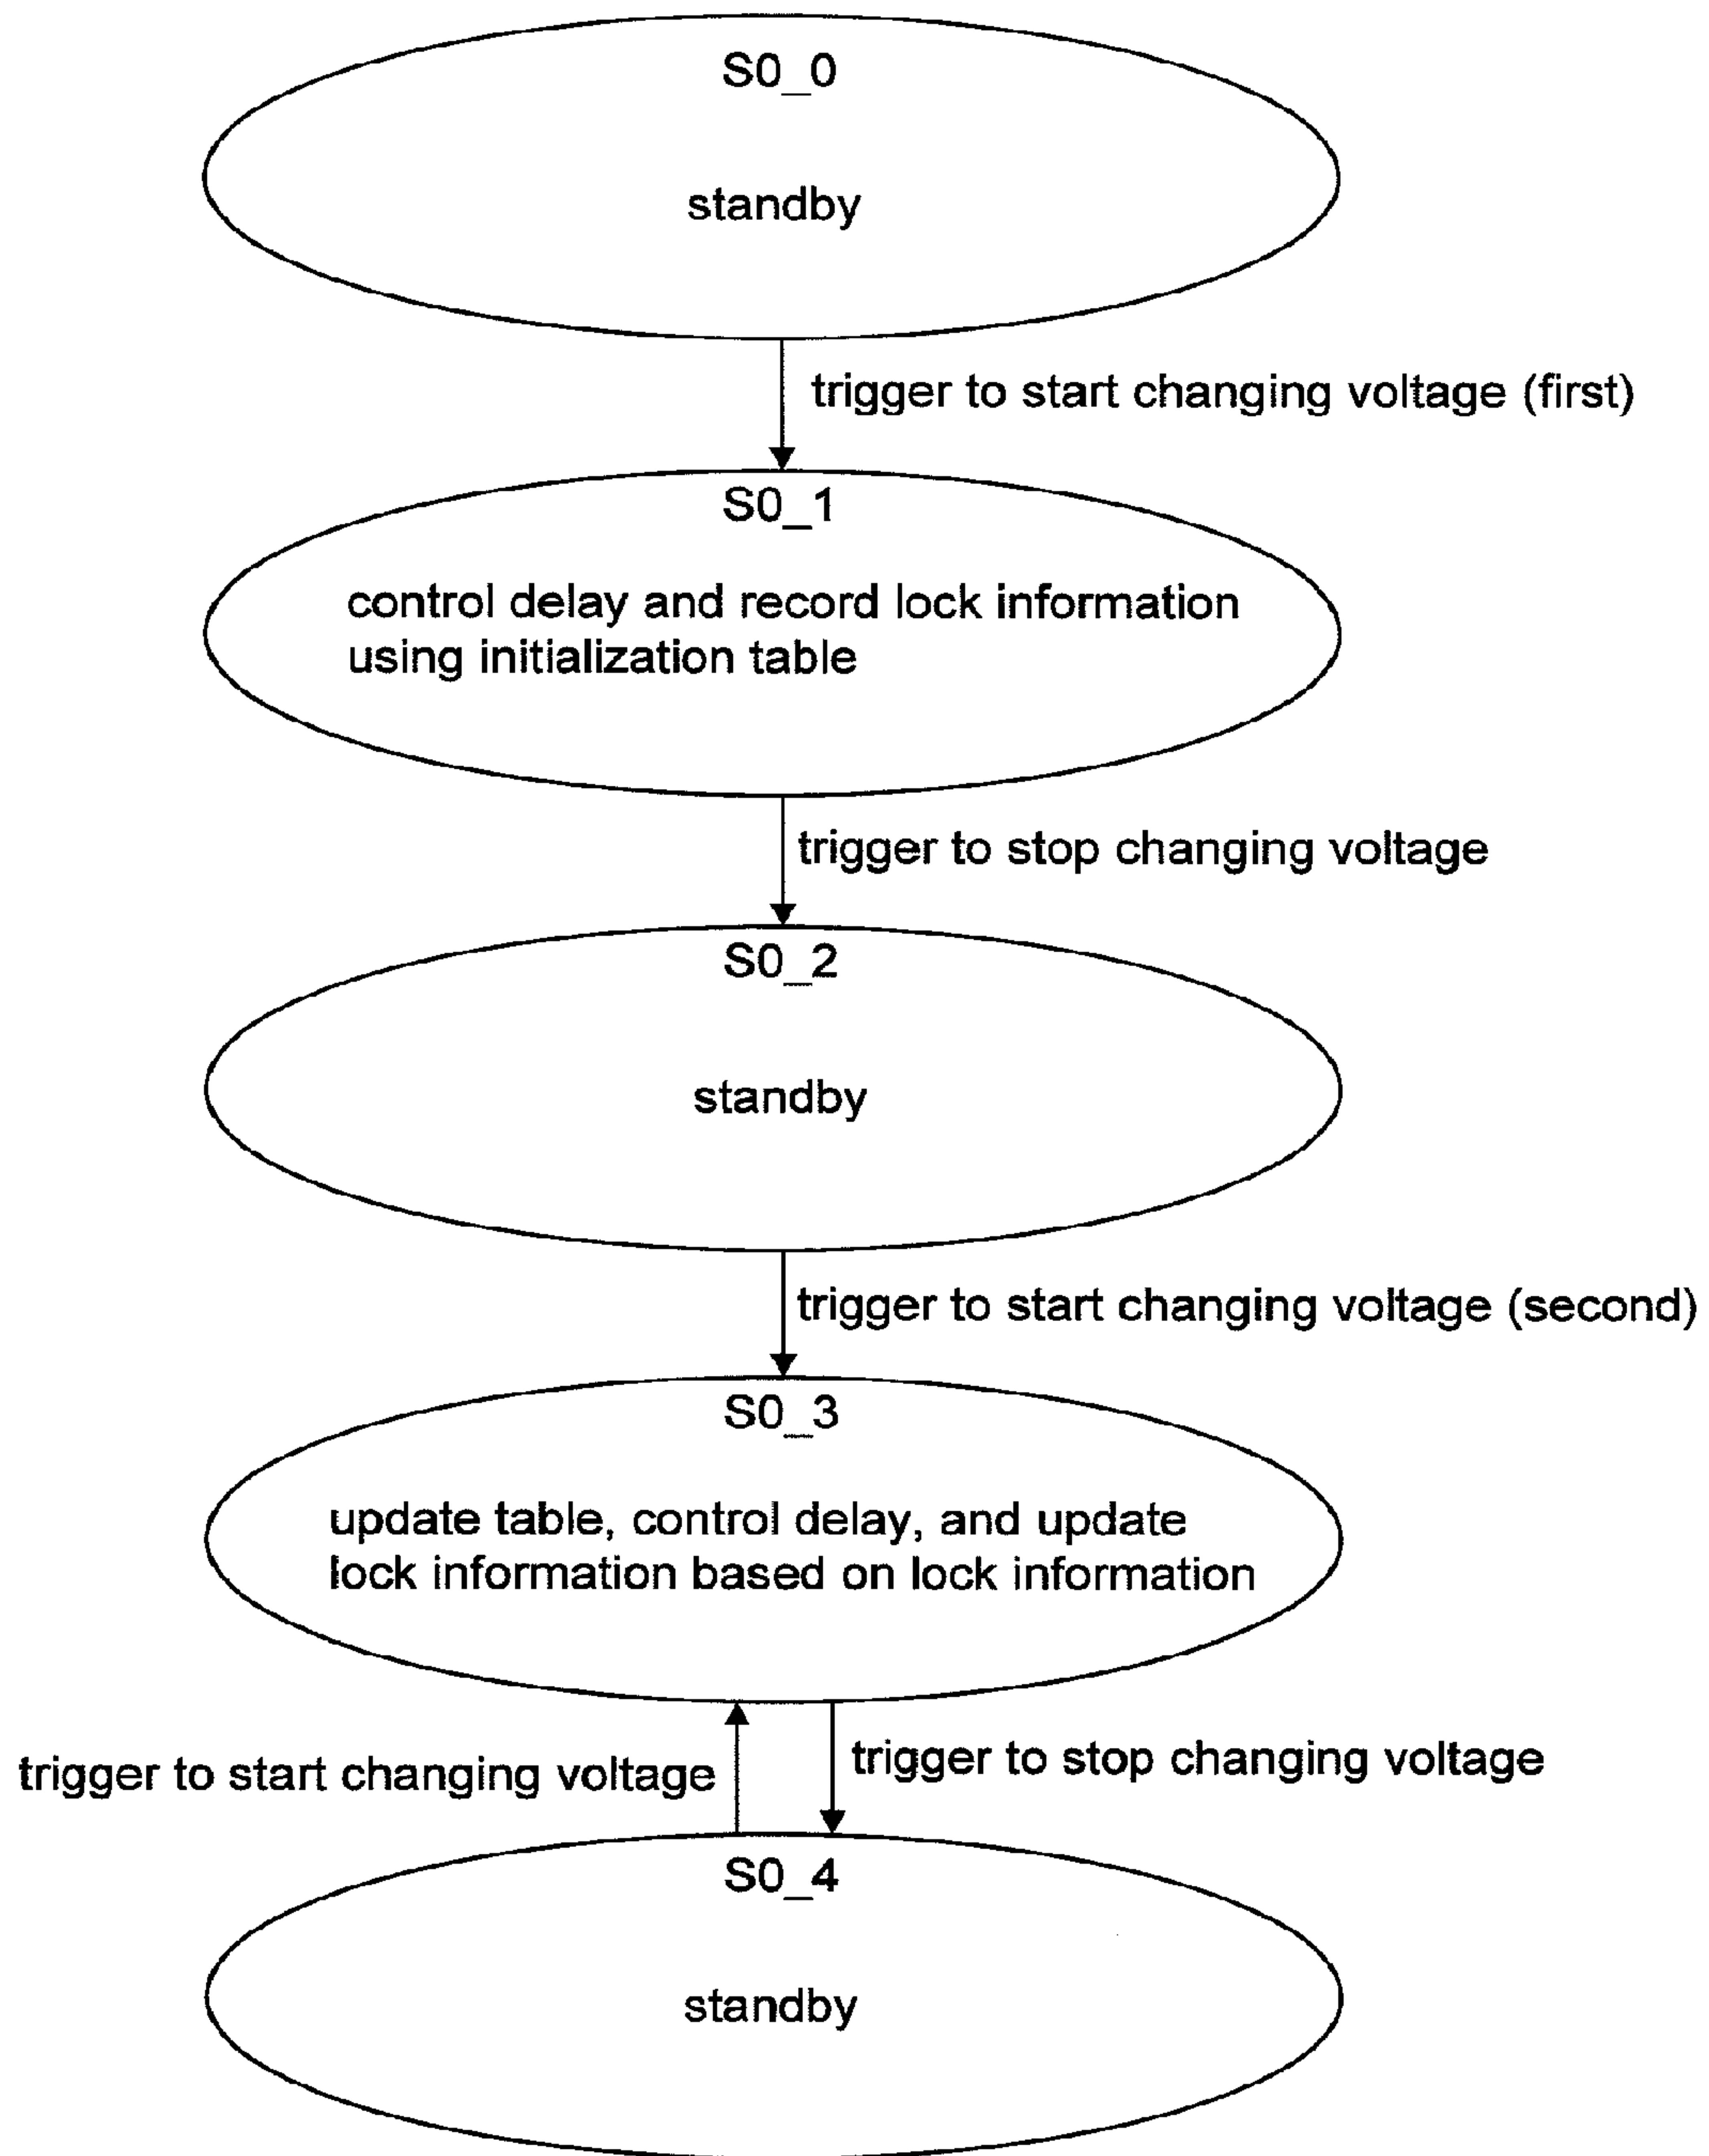 S0_0
standby
trigger to start changing voltage (first)
S0_1
control delay and record lock information
using initialization table
trigger to stop changing voltage
S0_2
standby
trigger to start changing voltage (second)
S0_3
update table, control delay, and update
lock information based on lock information
trigger to start changing voltage
trigger to stop changing voltage
S0_4
standby